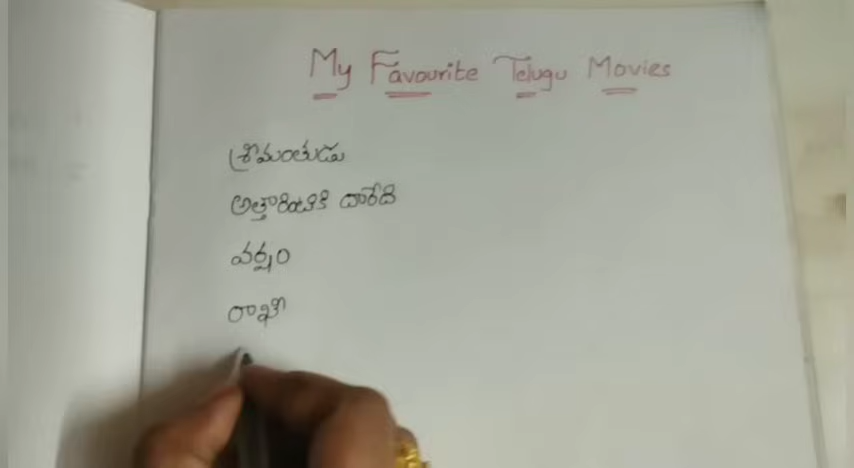 My Favourite Telugu Movies
శ్రీమంతుడు
అత్తారింటికి దారేది
వర్షం
రాఖీ